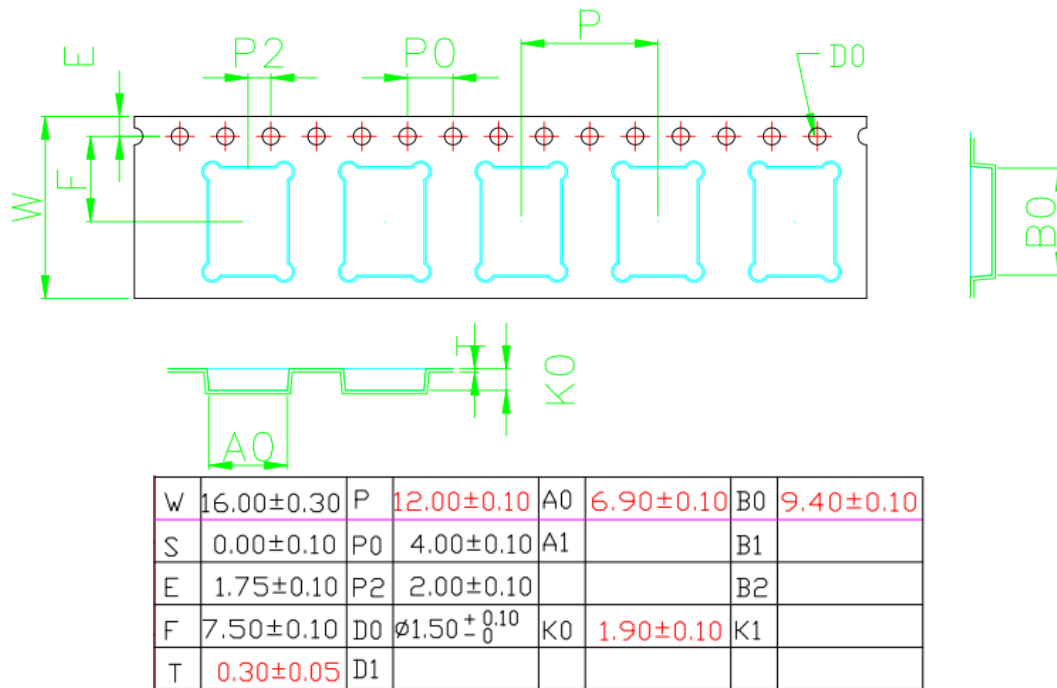 P
E
P2
P0
D0
F
W
B0
T
K0
A0
W 16.00±0.30 P 12.00±0.10 A0 6.90±0.10 B0 9.40±0.10
S 0.00±0.10 P0 4.00±0.10 A1 B1
E 1.75±0.10 P2 2.00±0.10 B2
F 7.50±0.10 D0 ø1.50 + 0.10 - 0 K0 1.90±0.10 K1
T 0.30±0.05 D1